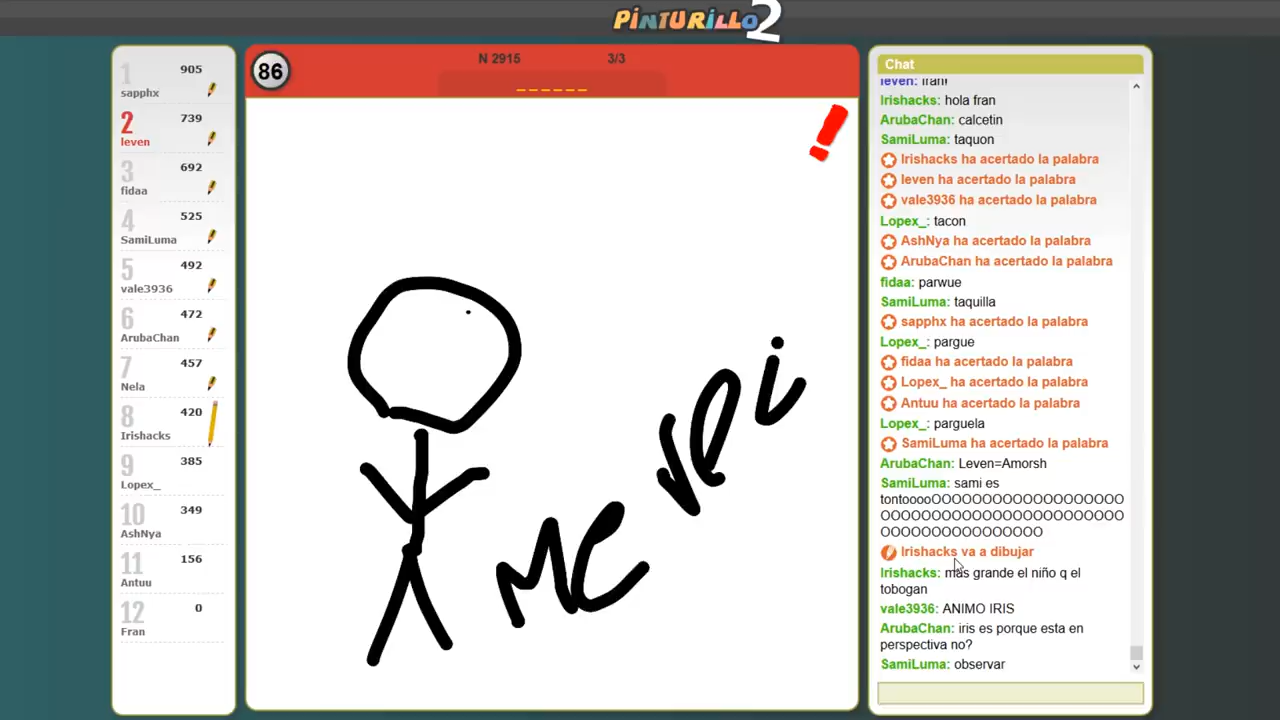 PiNTURiLLO2
1 905
sapphx
2 739
leven
3 692
fidaa
4 525
SamiLuma
5 492
vale3936
6 472
ArubaChan
7 457
Nela
8 420
Irishacks
9 385
Lopex_
10 349
AshNya
11 156
Antuu
12 0
Fran
86
N 2915 3/3
______
!
ME
Chat
leven: fran
Irishacks: hola fran
ArubaChan: calcetin
SamiLuma: taquon
Irishacks ha acertado la palabra
leven ha acertado la palabra
vale3936 ha acertado la palabra
Lopex_: tacon
AshNya ha acertado la palabra
ArubaChan ha acertado la palabra
fidaa: parwue
SamiLuma: taquilla
sapphx ha acertado la palabra
Lopex_: pargue
fidaa ha acertado la palabra
Lopex_ ha acertado la palabra
Antuu ha acertado la palabra
Lopex_: parguela
SamiLuma ha acertado la palabra
ArubaChan: Leven=Amorsh
SamiLuma: sami es
tontoooOOOOOOOOOOOOOOOOOOO
OOOOOOOOOOOOOOOOOOOOOOOOO
OOOOOOOOOOOOOOOOO
Irishacks va a dibujar
Irishacks: mas grande el niño q el
tobogan
vale3936: ANIMO IRIS
ArubaChan: iris es porque esta en
perspectiva no?
SamiLuma: observar